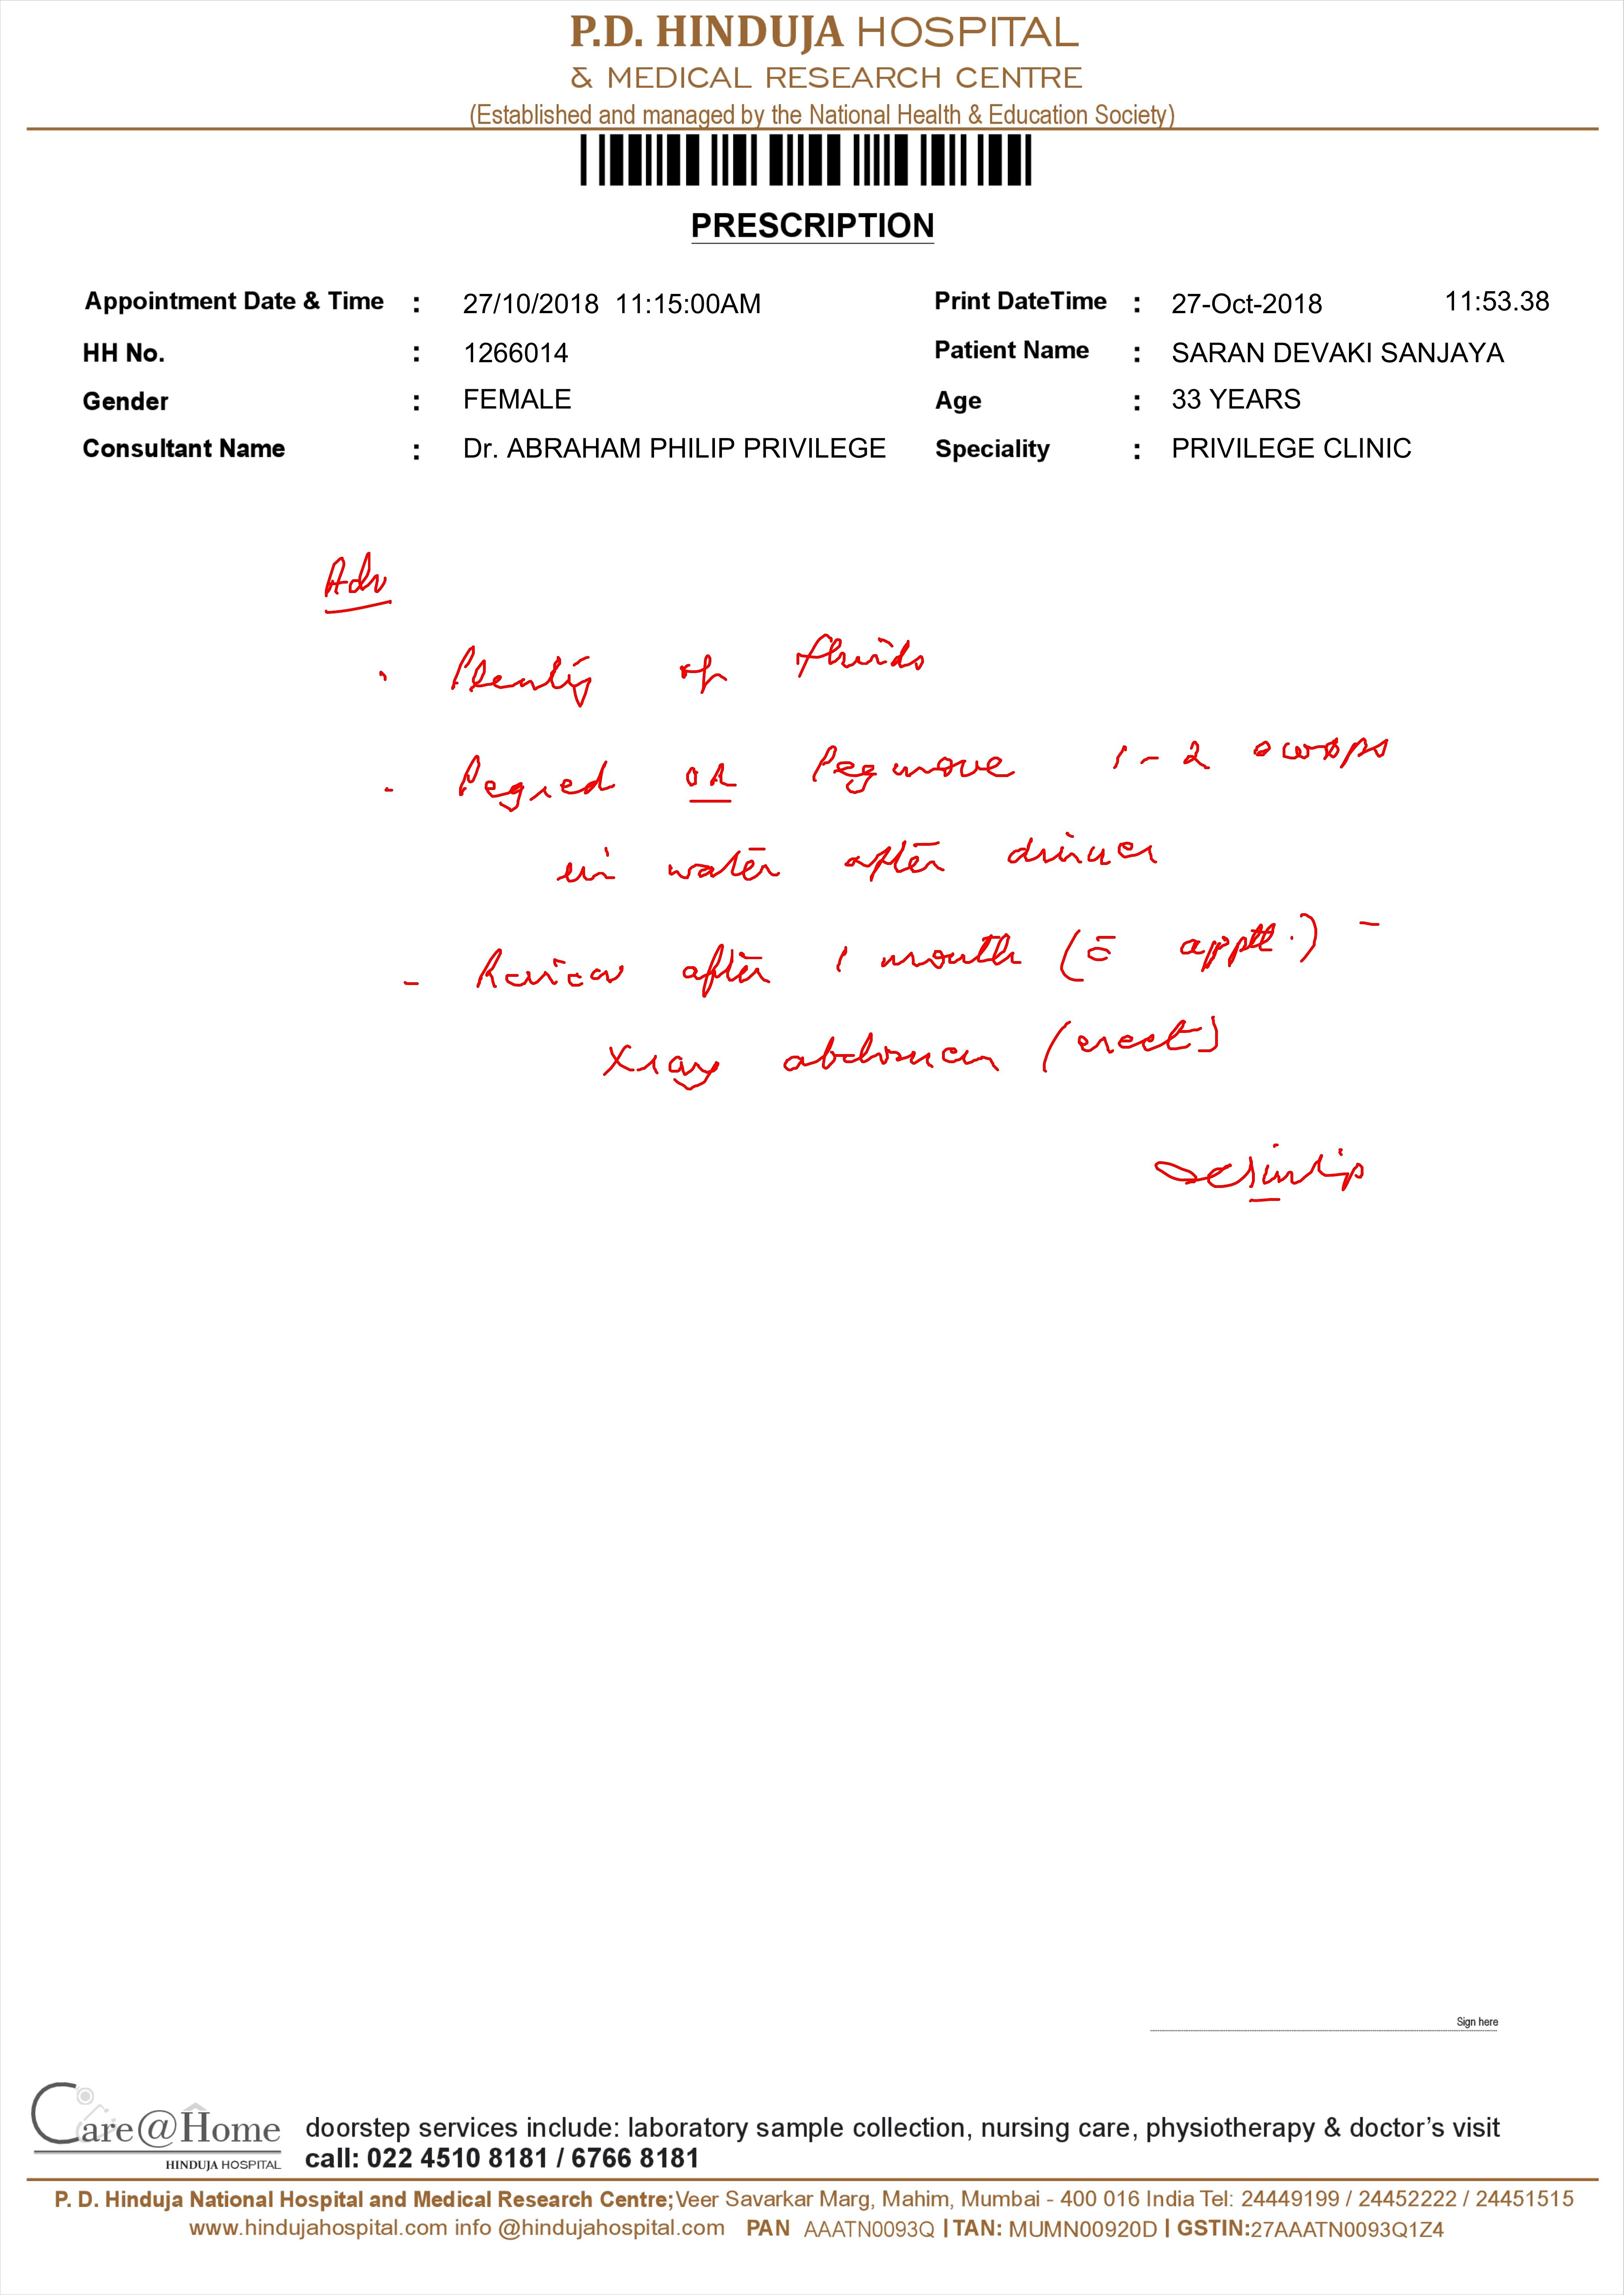 P.D. HINDUJA HOSPITAL
& MEDICAL RESEARCH CENTRE
(Established and managed by the National Health & Education Society)
PRESCRIPTION
Appointment Date & Time : 27/10/2018 11:15:00AM Print DateTime : 27-Oct-2018 11:53.38
HH No. : 1266014 Patient Name : SARAN DEVAKI SANJAYA
Gender : FEMALE Age : 33 YEARS
Consultant Name : Dr. ABRAHAM PHILIP PRIVILEGE Speciality : PRIVILEGE CLINIC
Adv
. Plenty of fluids
- Pegred OR Pegmove 1-2 scoops
in water after dinner
- Review after 1 month (c̄ appt.) -
Xray abdomen (erect)
Sign here
Care@Home doorstep services include: laboratory sample collection, nursing care, physiotherapy & doctor’s visit
HINDUJA HOSPITAL call: 022 4510 8181 / 6766 8181
P. D. Hinduja National Hospital and Medical Research Centre;Veer Savarkar Marg, Mahim, Mumbai - 400 016 India Tel: 24449199 / 24452222 / 24451515
www.hindujahospital.com info @hindujahospital.com PAN AAATN0093Q | TAN: MUMN00920D | GSTIN:27AAATN0093Q1Z4